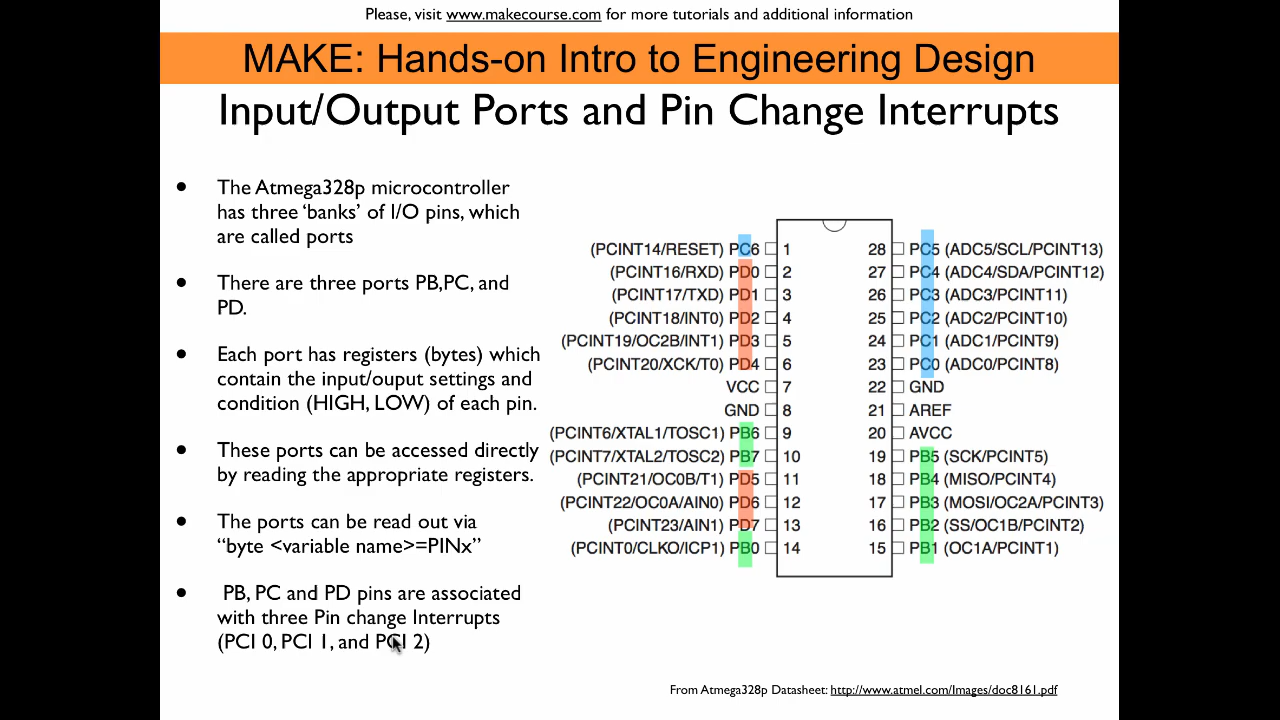 Please, visit www.makecourse.com for more tutorials and additional information
MAKE: Hands-on Intro to Engineering Design
Input/Output Ports and Pin Change Interrupts
• The Atmega328p microcontroller
has three ‘banks’ of I/O pins, which
are called ports
• There are three ports PB,PC, and
PD.
• Each port has registers (bytes) which
contain the input/ouput settings and
condition (HIGH, LOW) of each pin.
• These ports can be accessed directly
by reading the appropriate registers.
• The ports can be read out via
“byte <variable name>=PINx”
• PB, PC and PD pins are associated
with three Pin change Interrupts
(PCI 0, PCI 1, and PCI 2)
(PCINT14/RESET) PC6 1 28 PC5 (ADC5/SCL/PCINT13)
(PCINT16/RXD) PD0 2 27 PC4 (ADC4/SDA/PCINT12)
(PCINT17/TXD) PD1 3 26 PC3 (ADC3/PCINT11)
(PCINT18/INT0) PD2 4 25 PC2 (ADC2/PCINT10)
(PCINT19/OC2B/INT1) PD3 5 24 PC1 (ADC1/PCINT9)
(PCINT20/XCK/T0) PD4 6 23 PC0 (ADC0/PCINT8)
VCC 7 22 GND
GND 8 21 AREF
(PCINT6/XTAL1/TOSC1) PB6 9 20 AVCC
(PCINT7/XTAL2/TOSC2) PB7 10 19 PB5 (SCK/PCINT5)
(PCINT21/OC0B/T1) PD5 11 18 PB4 (MISO/PCINT4)
(PCINT22/OC0A/AIN0) PD6 12 17 PB3 (MOSI/OC2A/PCINT3)
(PCINT23/AIN1) PD7 13 16 PB2 (SS/OC1B/PCINT2)
(PCINT0/CLKO/ICP1) PB0 14 15 PB1 (OC1A/PCINT1)
From Atmega328p Datasheet: http://www.atmel.com/Images/doc8161.pdf